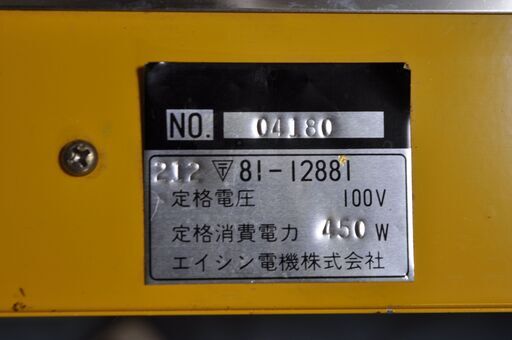 NO. 04180
212 〒 81-12881
定格電圧 100V
定格消費電力 450 W
エイシン電機株式会社